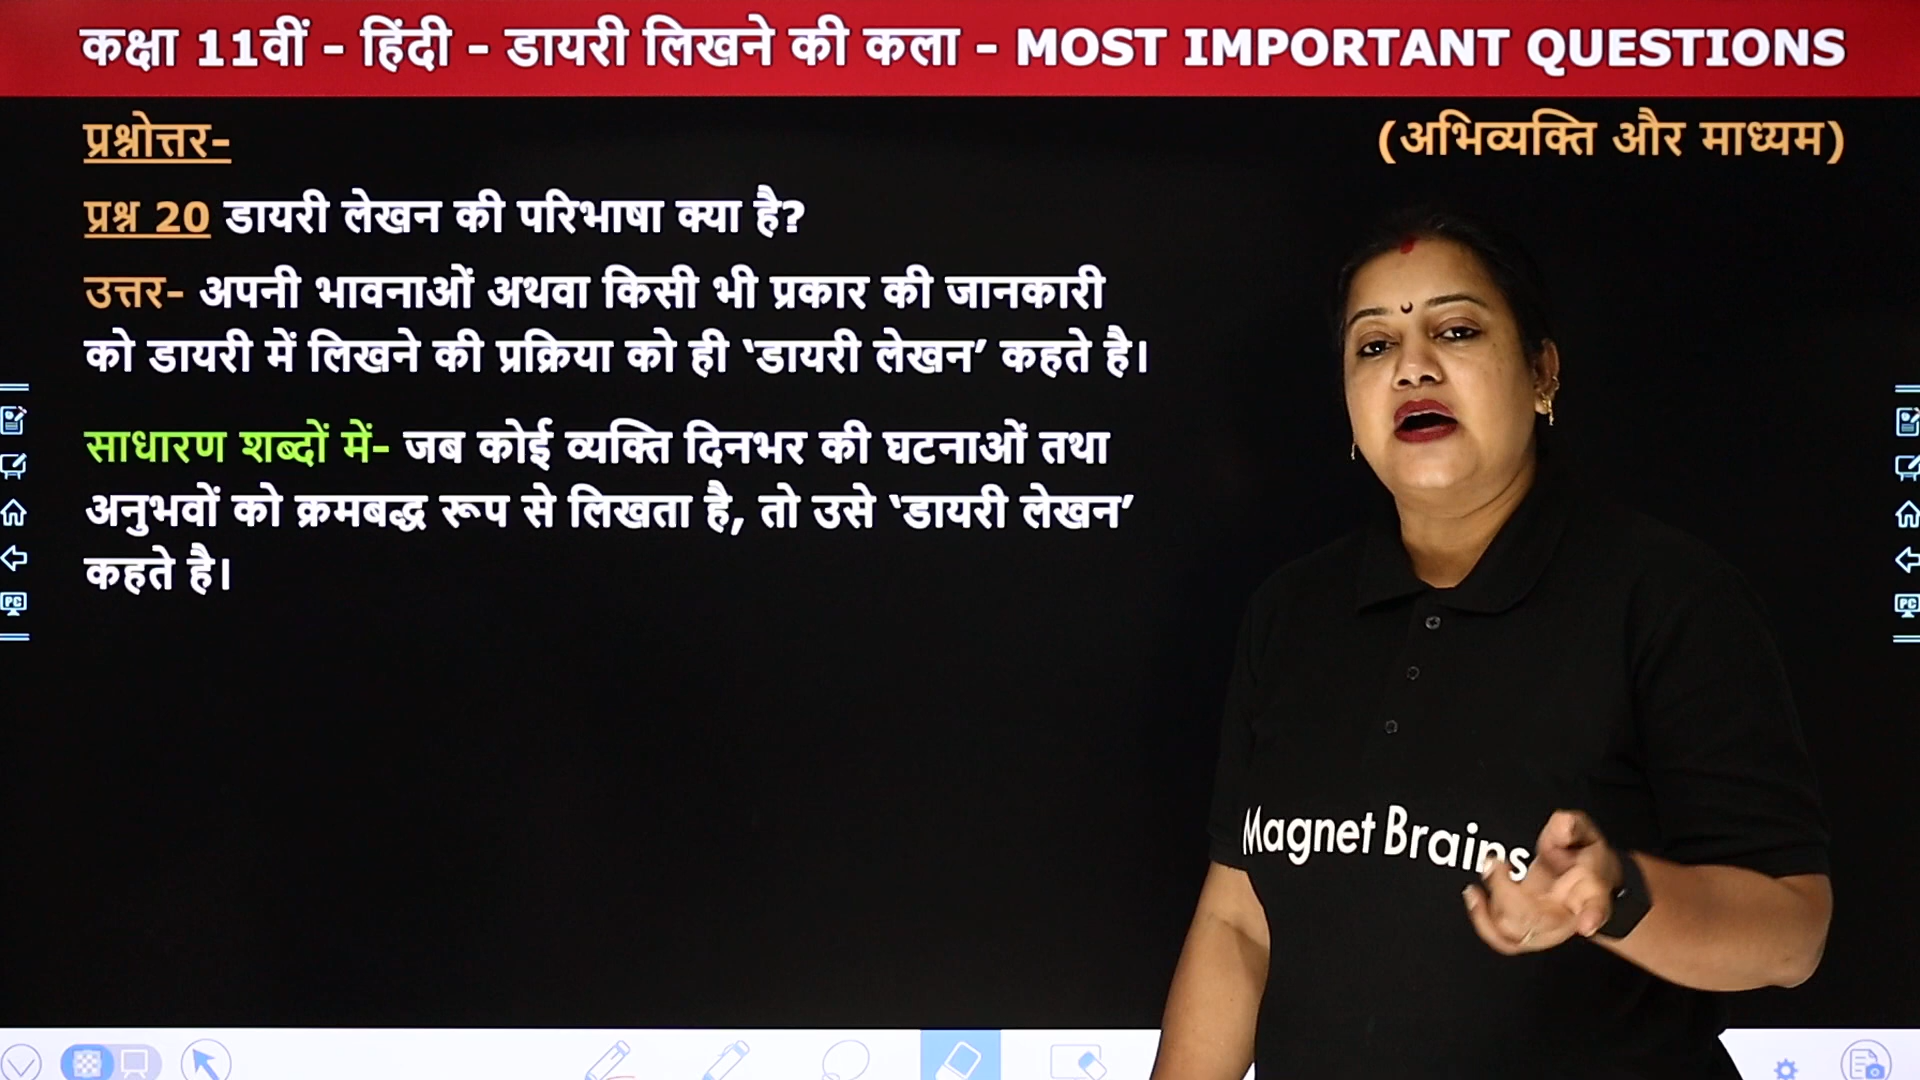 कक्षा 11वीं - हिंदी - डायरी लिखने की कला - MOST IMPORTANT QUESTIONS
प्रश्नोत्तर-
(अभिव्यक्ति और माध्यम)
प्रश्न 20 डायरी लेखन की परिभाषा क्या है?
उत्तर- अपनी भावनाओं अथवा किसी भी प्रकार की जानकारी
को डायरी में लिखने की प्रक्रिया को ही ‘डायरी लेखन’ कहते है।
साधारण शब्दों में- जब कोई व्यक्ति दिनभर की घटनाओं तथा
अनुभवों को क्रमबद्ध रूप से लिखता है, तो उसे ‘डायरी लेखन’
कहते है।
Magnet Brains
PC
PC